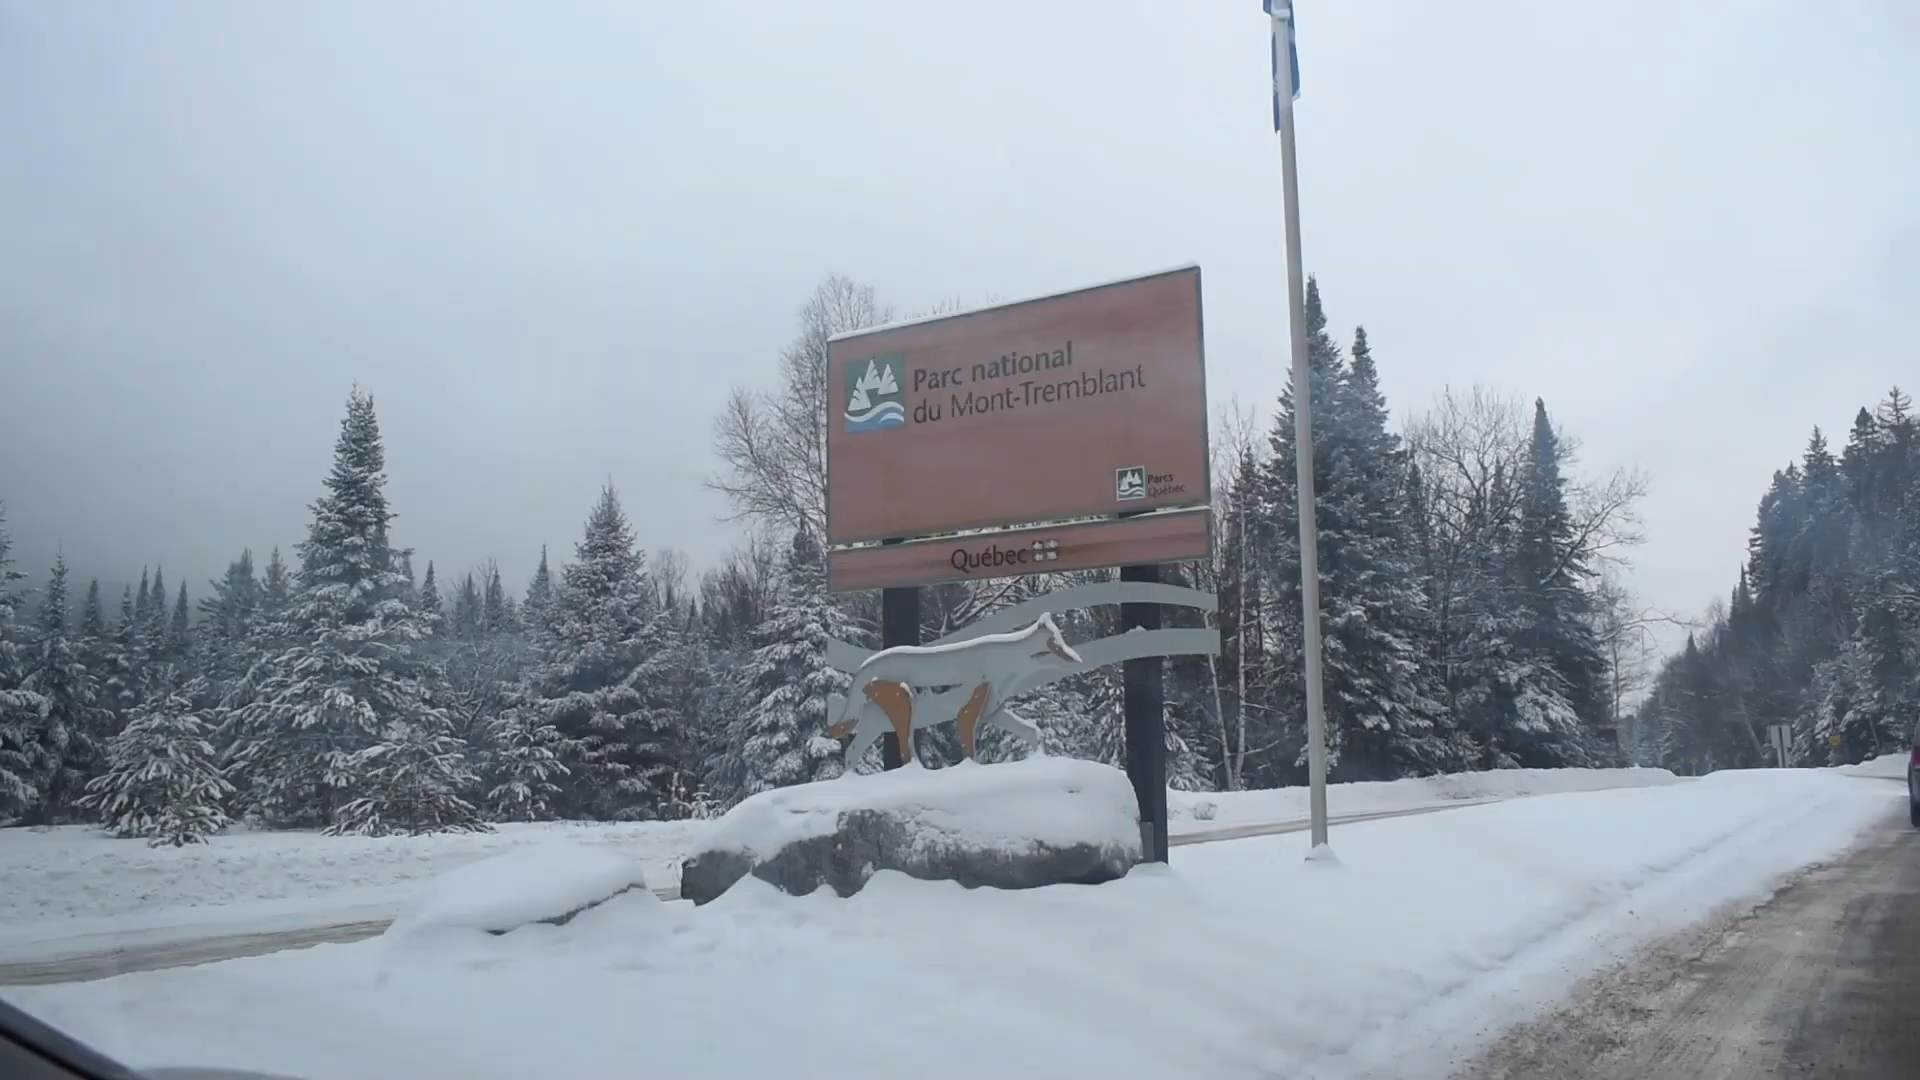 Parc national
du Mont-Tremblant
Parcs
Québec
Québec